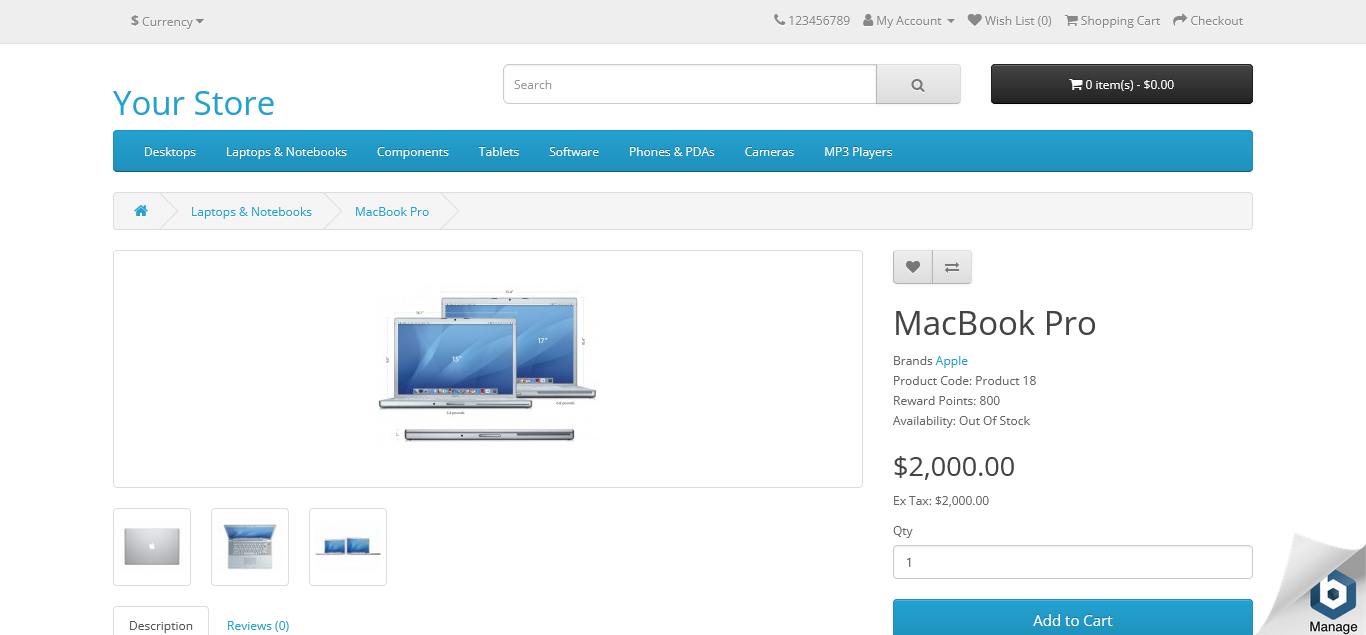 $ Currency
123456789 My Account Wish List (0) Shopping Cart Checkout
Your Store
Search
0 item(s) - $0.00
Desktops Laptops & Notebooks Components Tablets Software Phones & PDAs Cameras MP3 Players
Laptops & Notebooks MacBook Pro
17"
15"
MacBook Pro
Brands Apple
Product Code: Product 18
Reward Points: 800
Availability: Out Of Stock
$2,000.00
Ex Tax: $2,000.00
Qty
1
Add to Cart
Description Reviews (0)
Manage